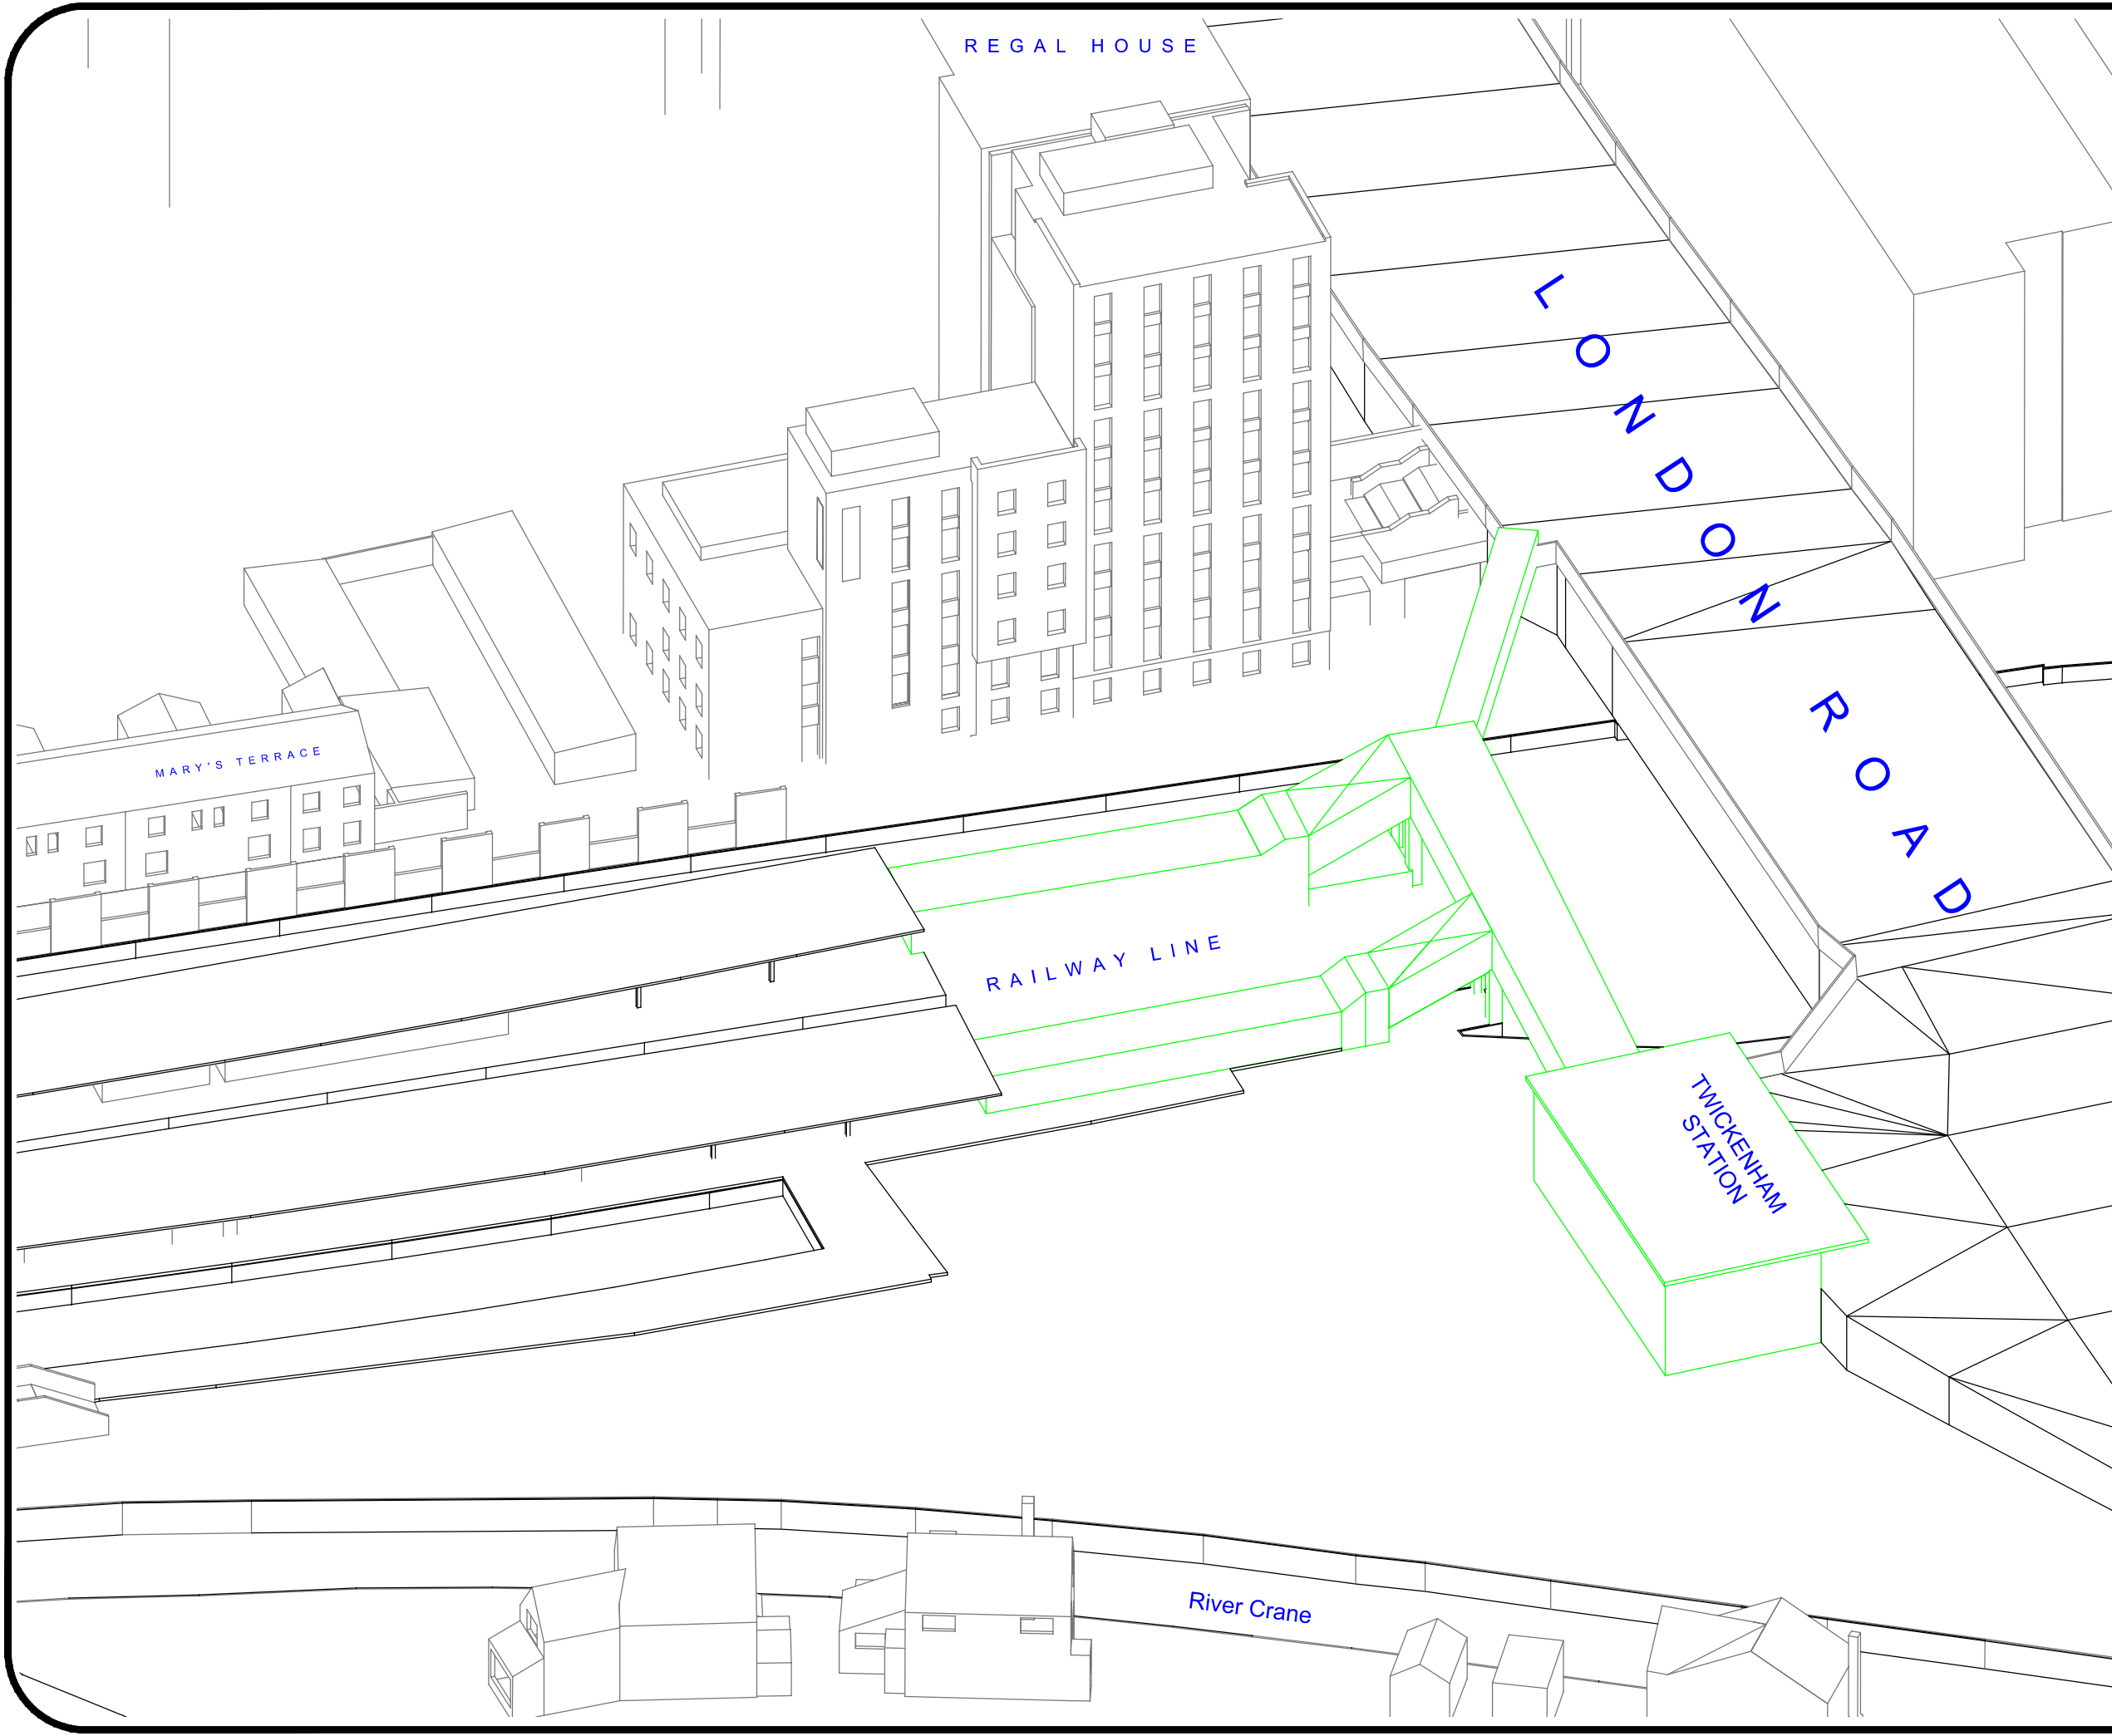 REGAL HOUSE
LONDON ROAD
MARY'S TERRACE
RAILWAY LINE
TWICKENHAM
STATION
River Crane